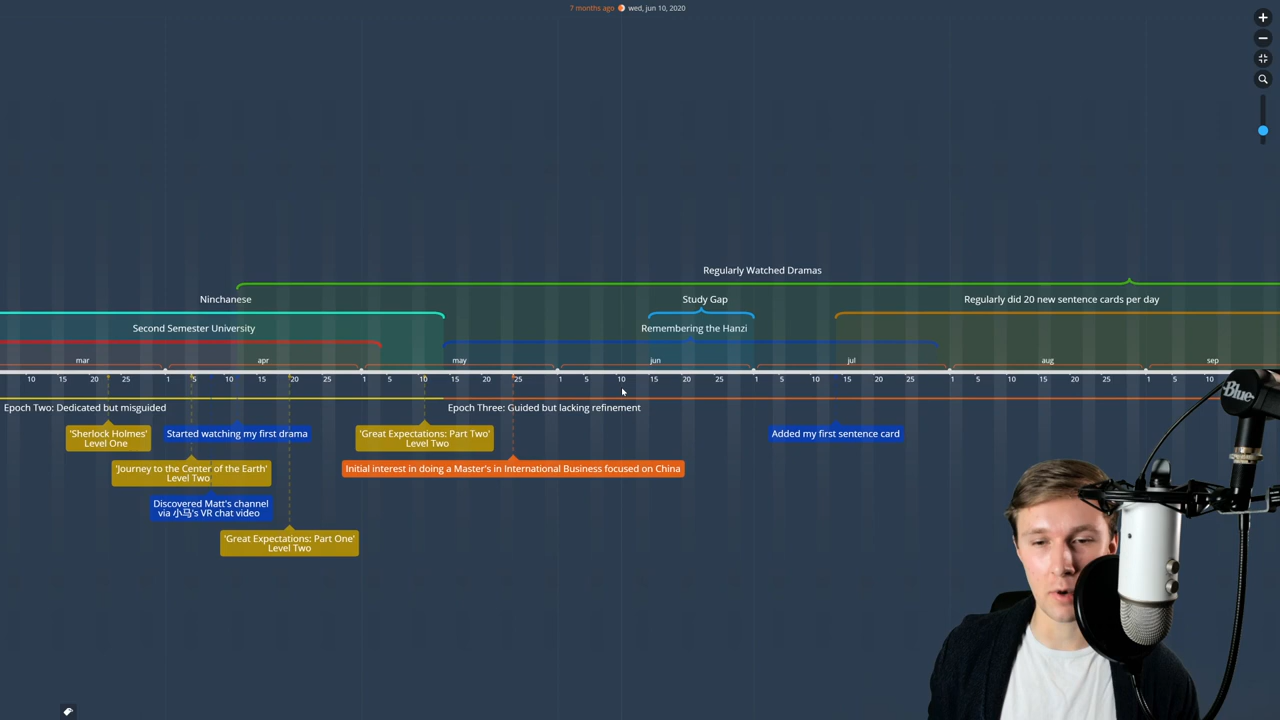 7 months ago wed, jun 10, 2020
Regularly Watched Dramas
Ninchanese
Study Gap
Regularly did 20 new sentence cards per day
Second Semester University
Remembering the Hanzi
mar apr may jun jul aug sep
10 15 20 25 1 5 10 15 20 25 1 5 10 15 20 25 1 5 10 15 20 25 1 5 10 15 20 25 1 5 10 15 20 25 1 5 10
Epoch Two: Dedicated but misguided
Epoch Three: Guided but lacking refinement
'Sherlock Holmes'
Level One
Started watching my first drama
'Great Expectations: Part Two'
Level Two
Added my first sentence card
'Journey to the Center of the Earth'
Level Two
Initial interest in doing a Master's in International Business focused on China
Discovered Matt's channel
via 小马's VR chat video
'Great Expectations: Part One'
Level Two
Blue